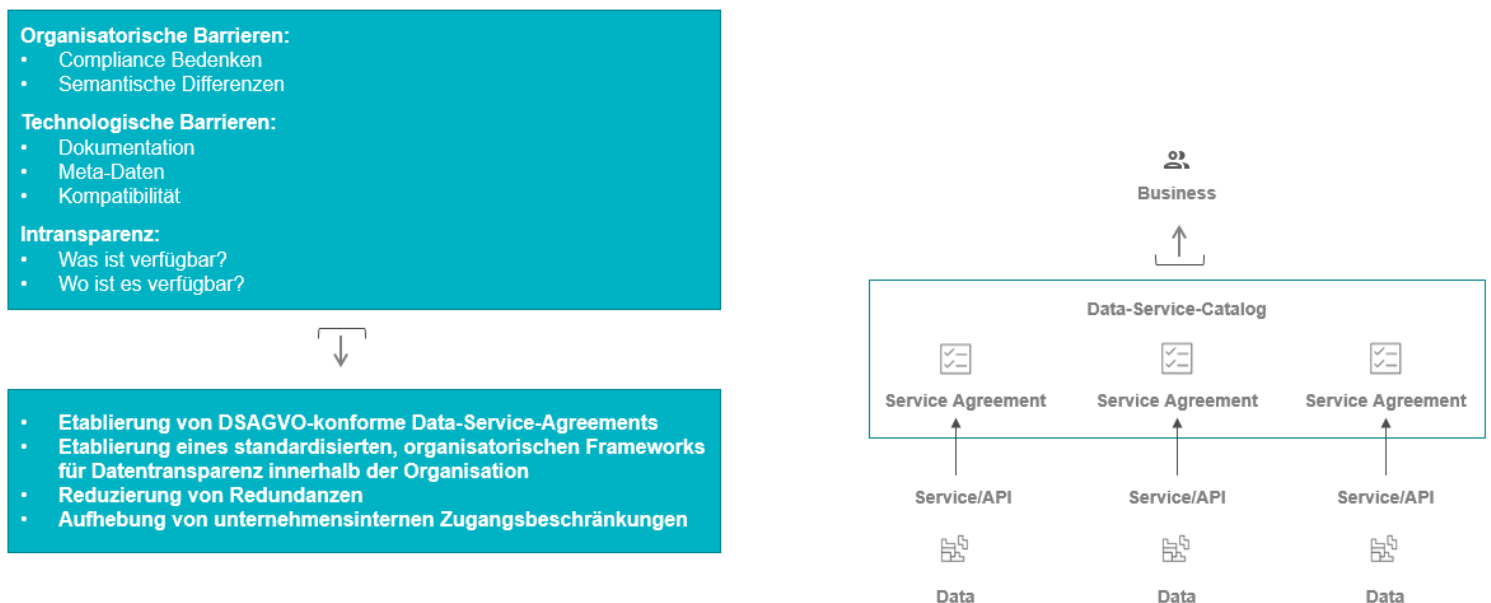 Organisatorische Barrieren:
• Compliance Bedenken
• Semantische Differenzen
Technologische Barrieren:
• Dokumentation
• Meta-Daten
• Kompatibilität
Intransparenz:
• Was ist verfügbar?
• Wo ist es verfügbar?
• Etablierung von DSAGVO-konforme Data-Service-Agreements
• Etablierung eines standardisierten, organisatorischen Frameworks
für Datentransparenz innerhalb der Organisation
• Reduzierung von Redundanzen
• Aufhebung von unternehmensinternen Zugangsbeschränkungen
Business
Data-Service-Catalog
Service Agreement Service Agreement Service Agreement
Service/API Service/API Service/API
Data Data Data